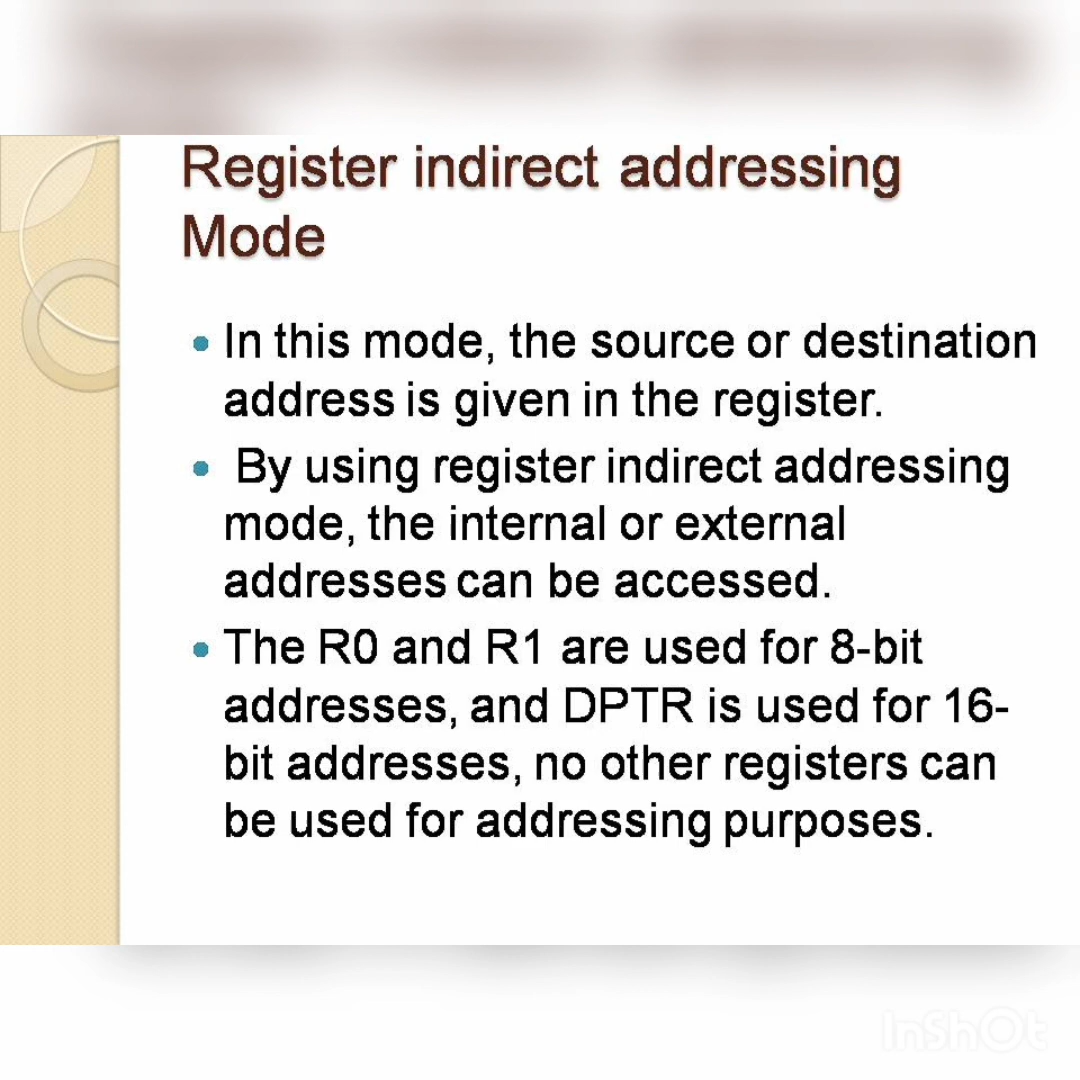 Register indirect addressing
Mode
• In this mode, the source or destination
address is given in the register.
• By using register indirect addressing
mode, the internal or external
addresses can be accessed.
• The R0 and R1 are used for 8-bit
addresses, and DPTR is used for 16-
bit addresses, no other registers can
be used for addressing purposes.
InShOt